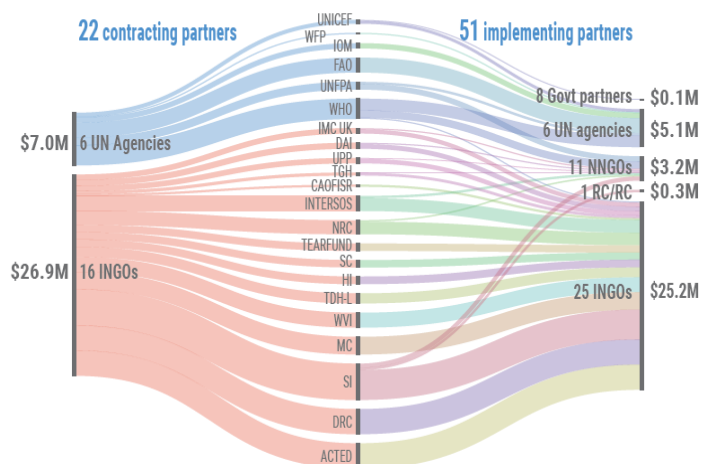 22 contracting partners
51 implementing partners
$7.0M
6 UN Agencies
$26.9M
16 INGOs
UNICEF
WFP
IOM
FAO
UNFPA
WHO
IMC UK
DAI
UPP
TGH
CAOFISR
INTERSOS
NRC
TEARFUND
SC
HI
TDH-L
WVI
MC
SI
DRC
ACTED
8 Govt partners
$0.1M
6 UN agencies
$5.1M
11 NNGOs
$3.2M
1 RC/RC
$0.3M
25 INGOs
$25.2M